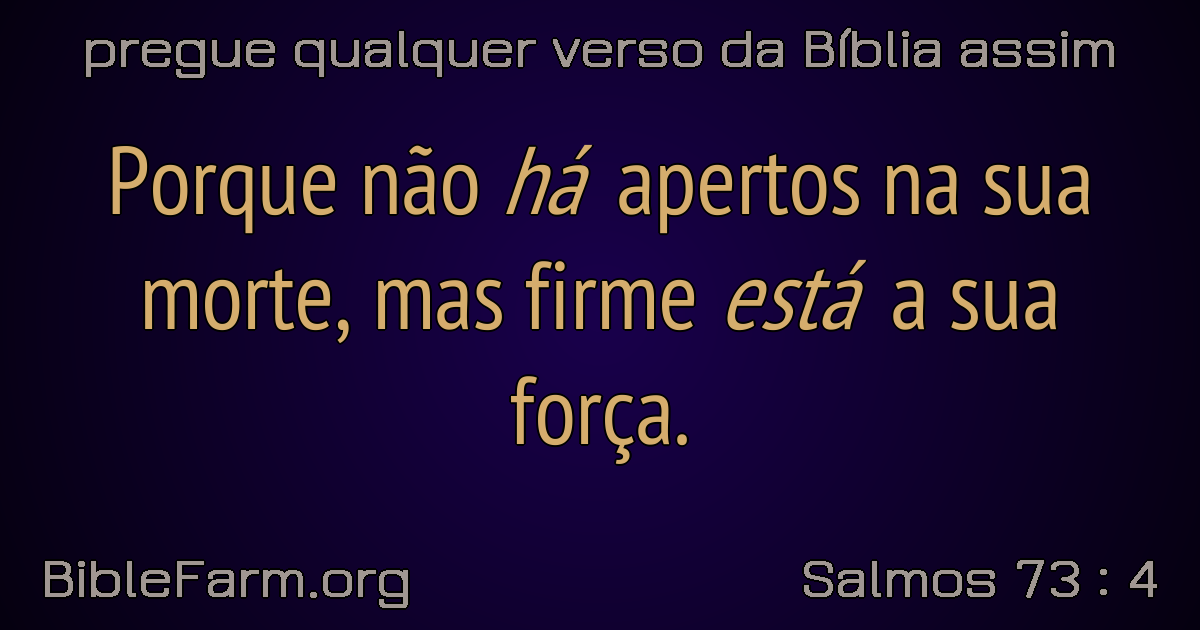 pregue qualquer verso da Bíblia assim
Porque não há apertos na sua
morte, mas firme está a sua
força.
BibleFarm.org
Salmos 73 : 4